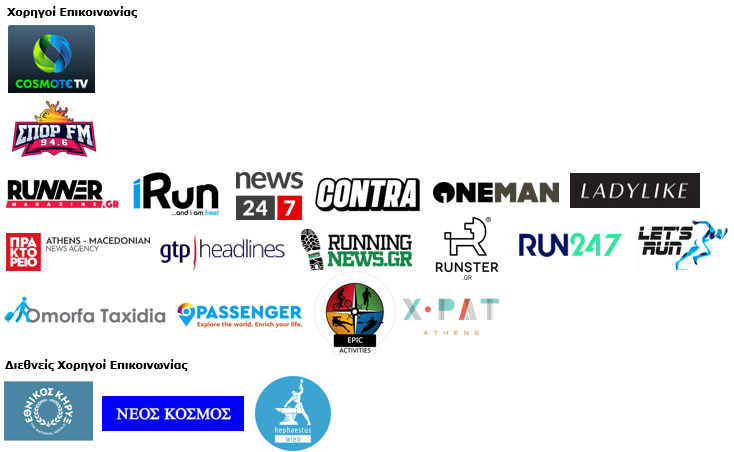 Χορηγοί Επικοινωνίας
COSMOTE TV
ΣΠΟΡ FM
94,6
RUNNER
MAGAZINE.GR
iRun
...and i am free!
news
24 7
CONTRA
ONEMAN
LADYLIKE
ΠΡΑ
ΚΤΟ
ΡΕΙΟ
ATHENS - MACEDONIAN
NEWS AGENCY
gtp headlines
RUNNING
NEWS.GR
RUNSTER
.GR
RUN247
LET'S
RUN
Omorfa Taxidia
PASSENGER
Explore the world. Enrich your life.
EPIC
ACTIVITIES
X·PAT
ATHENS
Διεθνείς Χορηγοί Επικοινωνίας
ΕΘΝΙΚΟΣ ΚΗΡΥΞ
ΝΕΟΣ ΚΟΣΜΟΣ
hephaestus
wien